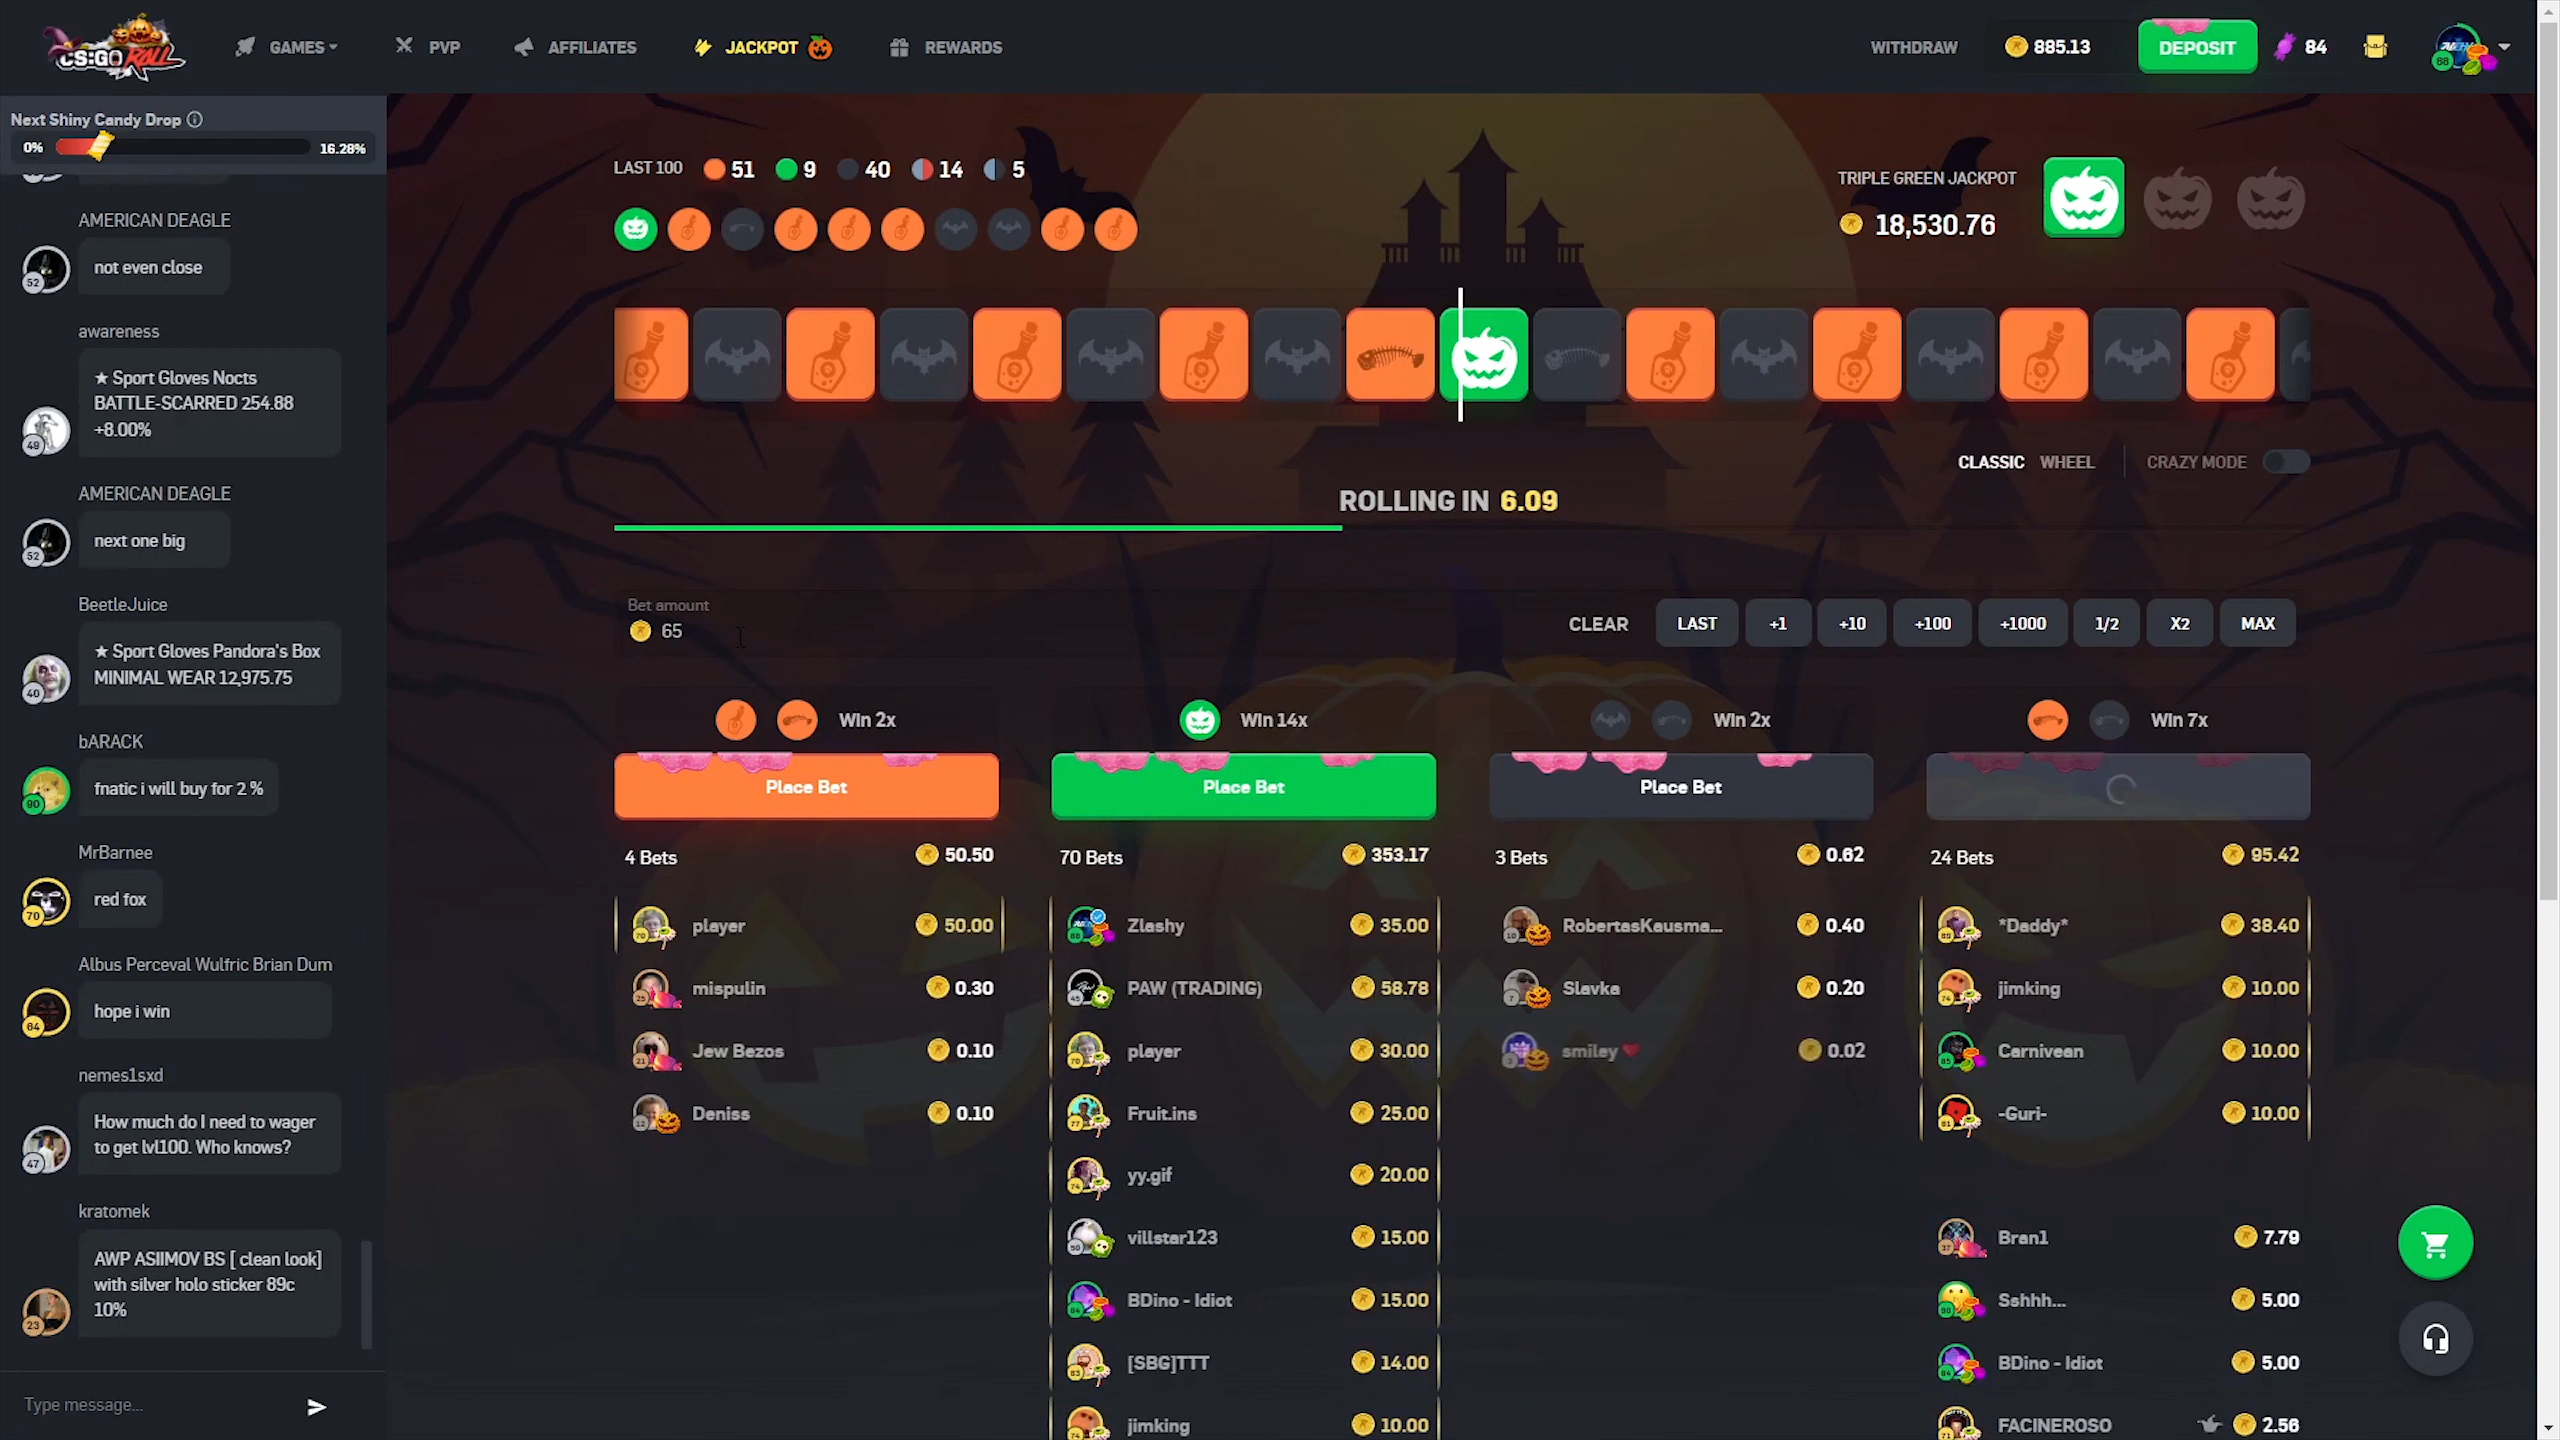 CS:GO ROLL
GAMES
PVP
AFFILIATES
JACKPOT
REWARDS
WITHDRAW
885.13
DEPOSIT
84
88
Next Shiny Candy Drop
0%
16.28%
AMERICAN DEAGLE
not even close
52
awareness
★ Sport Gloves Nocts
BATTLE-SCARRED 254.88
+8.00%
49
AMERICAN DEAGLE
next one big
52
BeetleJuice
★ Sport Gloves Pandora's Box
MINIMAL WEAR 12,975.75
40
bARACK
fnatic i will buy for 2 %
90
MrBarnee
red fox
70
Albus Perceval Wulfric Brian Dum
hope i win
64
nemes1sxd
How much do I need to wager
to get lvl100. Who knows?
47
kratomek
AWP ASIIMOV BS [ clean look]
with silver holo sticker 89c
10%
23
Type message...
LAST 100
51
9
40
14
5
TRIPLE GREEN JACKPOT
18,530.76
CLASSIC
WHEEL
CRAZY MODE
ROLLING IN 6.09
Bet amount
65
CLEAR
LAST
+1
+10
+100
+1000
1/2
X2
MAX
Win 2x
Place Bet
4 Bets
50.50
player
50.00
mispulin
0.30
Jew Bezos
0.10
Deniss
0.10
Win 14x
Place Bet
70 Bets
353.17
Zlashy
35.00
PAW (TRADING)
58.78
player
30.00
Fruit.ins
25.00
yy.gif
20.00
villstar123
15.00
BDino - Idiot
15.00
[SBG]TTT
14.00
jimking
10.00
Win 2x
Place Bet
3 Bets
0.62
RobertasKausma...
0.40
Slavka
0.20
smiley
0.02
Win 7x
24 Bets
95.42
*Daddy*
38.40
jimking
10.00
Carnivean
10.00
-Guri-
10.00
Bran1
7.79
Sshhh...
5.00
BDino - Idiot
5.00
FACINEROSO
2.56